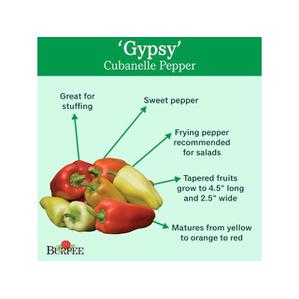 'Gypsy'
Cubanelle Pepper
Great for
stuffing
Sweet pepper
Frying pepper
recommended
for salads
Tapered fruits
grow to 4.5" long
and 2.5" wide
Matures from yellow
to orange to red
BURPEE